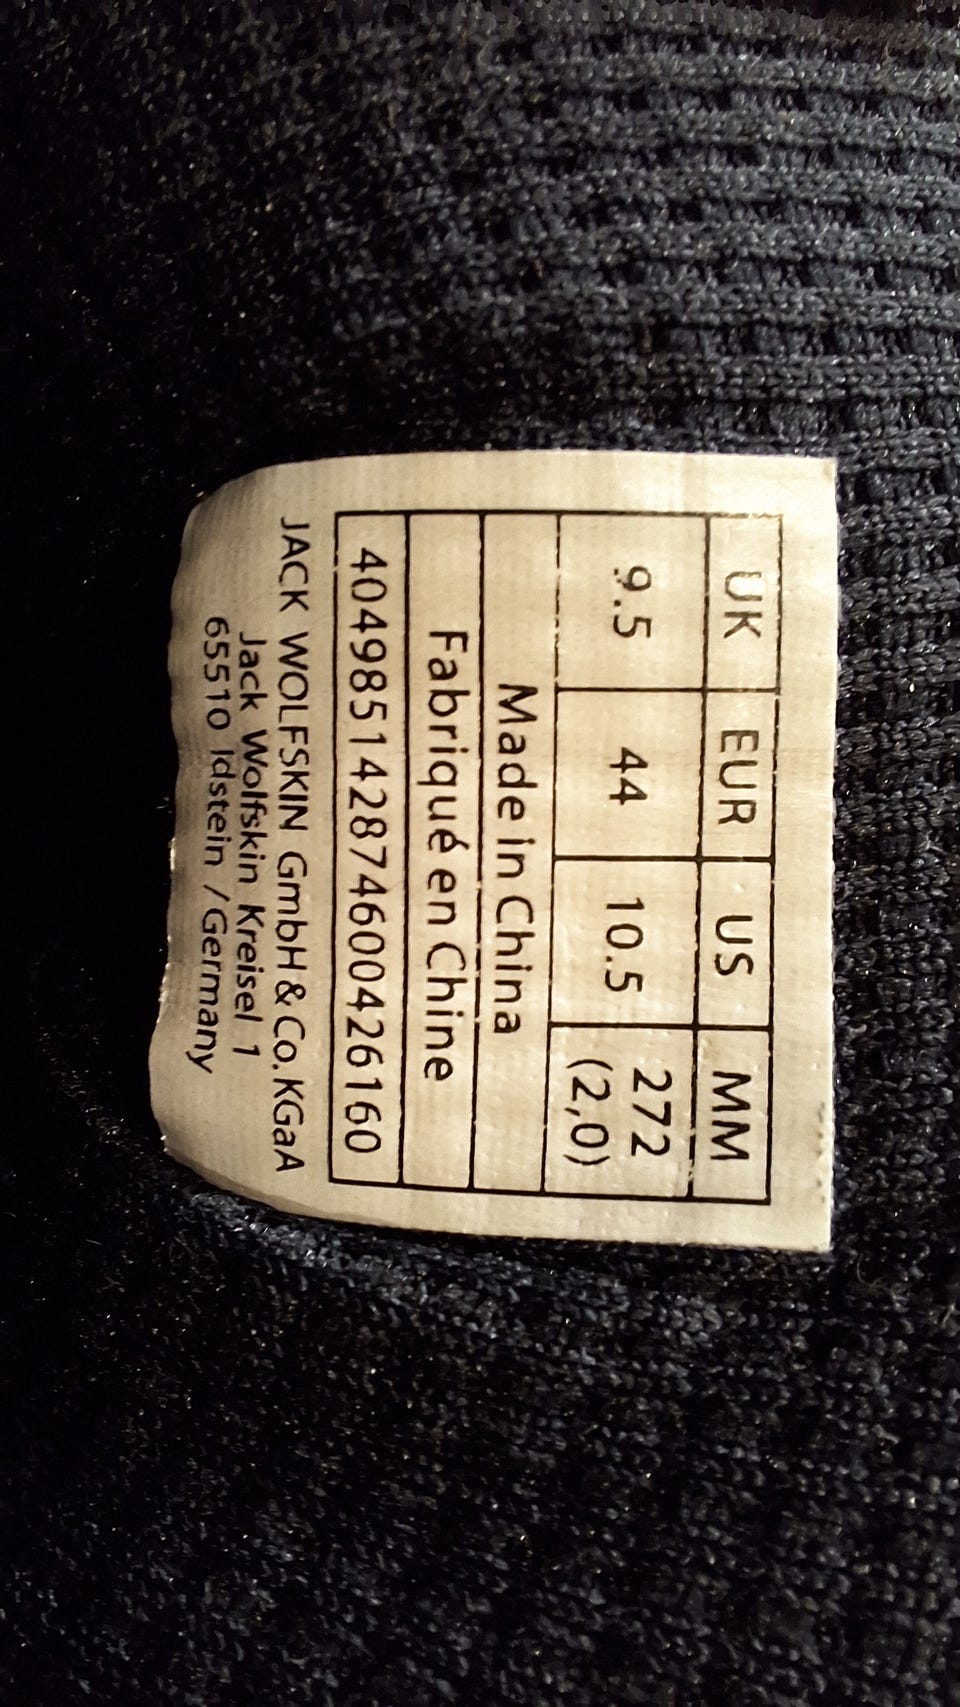 UK EUR US MM
9.5 44 10.5 272
(2,0)
Made in China
Fabriqué en Chine
404985142874600426160
JACK WOLFSKIN GmbH & Co. KGaA
Jack Wolfskin Kreisel 1
65510 Idstein / Germany